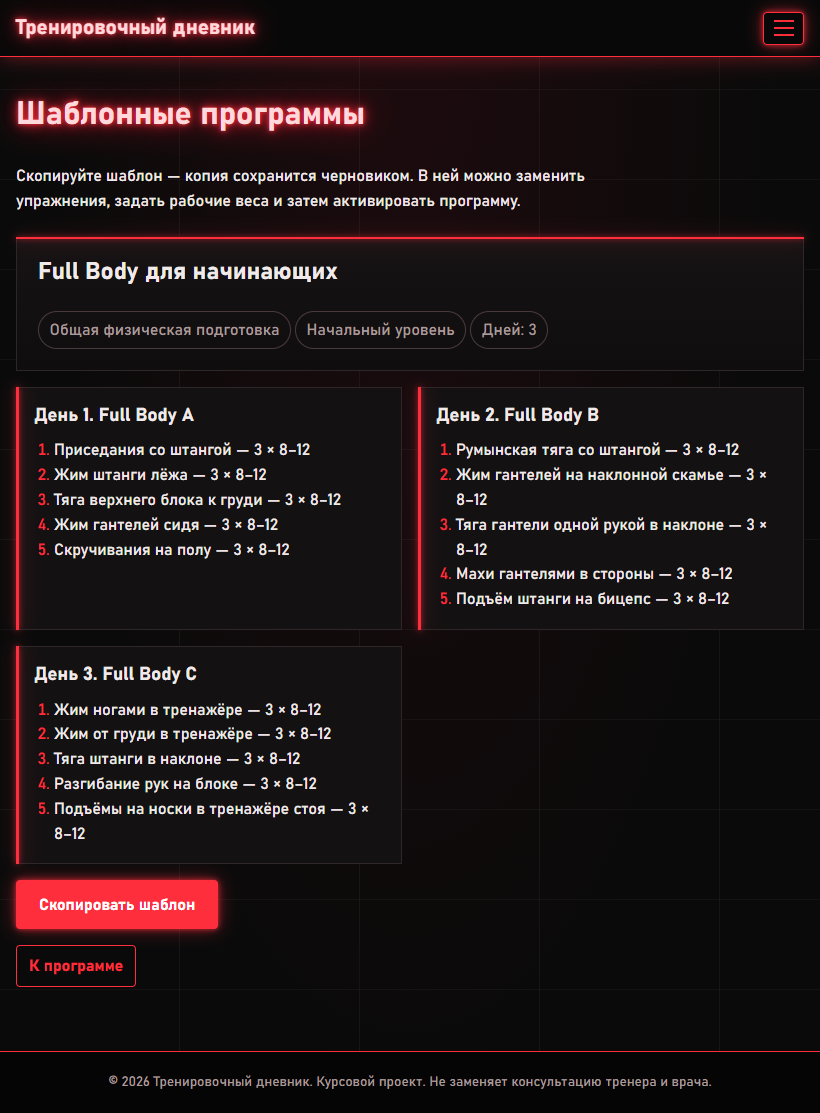 Тренировочный дневник
Шаблонные программы
Скопируйте шаблон — копия сохранится черновиком. В ней можно заменить
упражнения, задать рабочие веса и затем активировать программу.
Full Body для начинающих
Общая физическая подготовка
Начальный уровень
Дней: 3
День 1. Full Body A
1. Приседания со штангой — 3 × 8–12
2. Жим штанги лёжа — 3 × 8–12
3. Тяга верхнего блока к груди — 3 × 8–12
4. Жим гантелей сидя — 3 × 8–12
5. Скручивания на полу — 3 × 8–12
День 2. Full Body B
1. Румынская тяга со штангой — 3 × 8–12
2. Жим гантелей на наклонной скамье — 3 ×
8–12
3. Тяга гантели одной рукой в наклоне — 3 ×
8–12
4. Махи гантелями в стороны — 3 × 8–12
5. Подъём штанги на бицепс — 3 × 8–12
День 3. Full Body C
1. Жим ногами в тренажёре — 3 × 8–12
2. Жим от груди в тренажёре — 3 × 8–12
3. Тяга штанги в наклоне — 3 × 8–12
4. Разгибание рук на блоке — 3 × 8–12
5. Подъёмы на носки в тренажёре стоя — 3 ×
8–12
Скопировать шаблон
К программе
© 2026 Тренировочный дневник. Курсовой проект. Не заменяет консультацию тренера и врача.